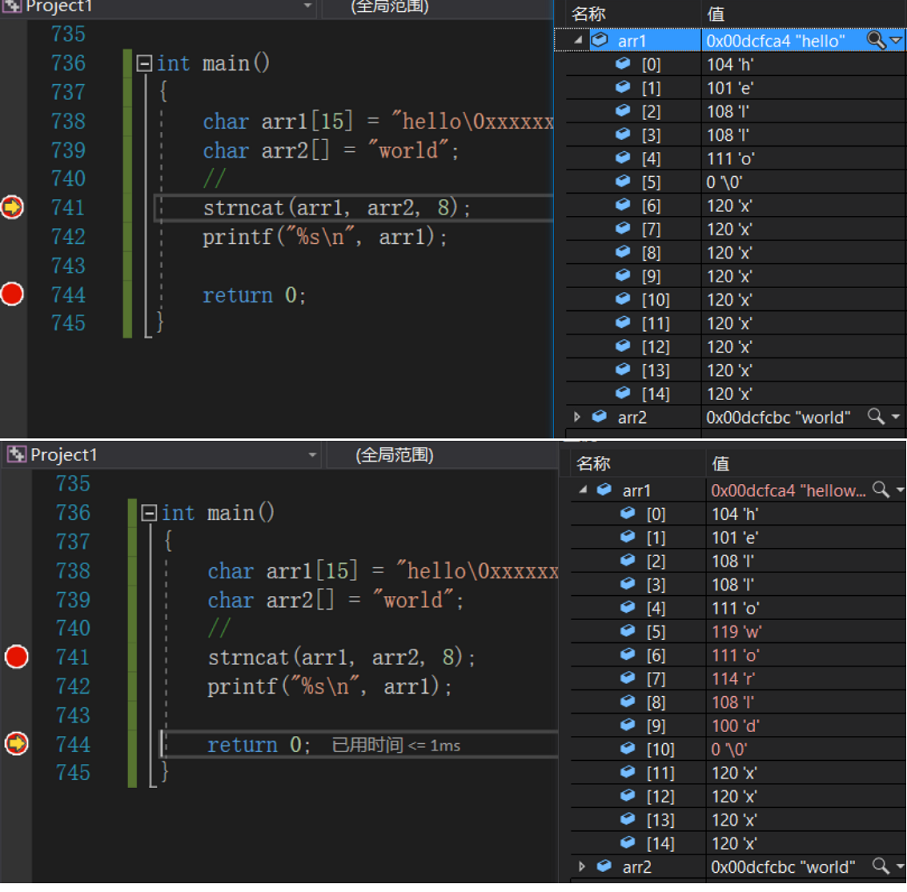 Project1 (全局范围) 名称 值
735 arr1 0x00dcfca4 "hello"
736 int main() [0] 104 'h'
737 { [1] 101 'e'
738 char arr1[15] = "hello\0xxxxxx [2] 108 'l'
739 char arr2[] = "world"; [3] 108 'l'
740 // [4] 111 'o'
741 strncat(arr1, arr2, 8); [5] 0 '\0'
742 printf("%s\n", arr1); [6] 120 'x'
743 [7] 120 'x'
744 return 0; [8] 120 'x'
745 } [9] 120 'x'
[10] 120 'x'
[11] 120 'x'
[12] 120 'x'
[13] 120 'x'
[14] 120 'x'
arr2 0x00dcfcbc "world"
Project1 (全局范围) 名称 值
735 arr1 0x00dcfca4 "hellow...
736 int main() [0] 104 'h'
737 { [1] 101 'e'
738 char arr1[15] = "hello\0xxxxxx [2] 108 'l'
739 char arr2[] = "world"; [3] 108 'l'
740 // [4] 111 'o'
741 strncat(arr1, arr2, 8); [5] 119 'w'
742 printf("%s\n", arr1); [6] 111 'o'
743 [7] 114 'r'
744 return 0; 已用时间 <= 1ms [8] 108 'l'
745 } [9] 100 'd'
[10] 0 '\0'
[11] 120 'x'
[12] 120 'x'
[13] 120 'x'
[14] 120 'x'
arr2 0x00dcfcbc "world"